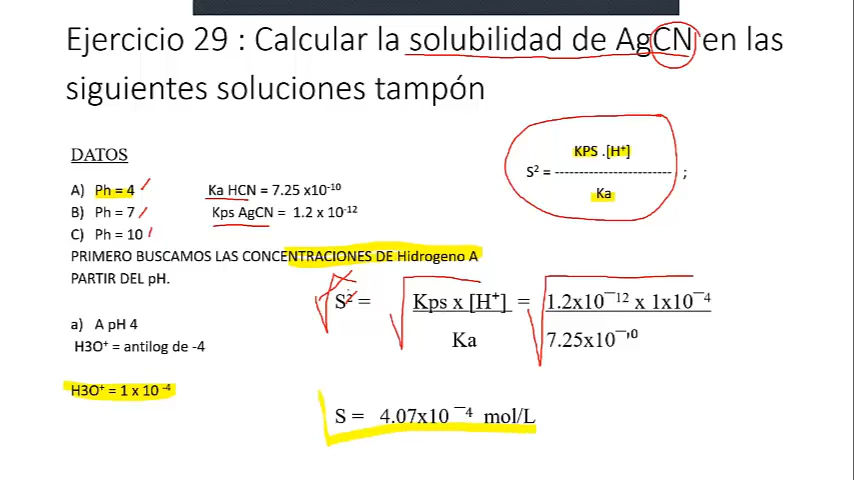 Ejercicio 29 : Calcular la solubilidad de AgCN en las
siguientes soluciones tampón
DATOS
A) Ph = 4
Ka HCN = 7.25 x10⁻¹⁰
B) Ph = 7
Kps AgCN = 1.2 x 10⁻¹²
C) Ph = 10
KPS .[H⁺]
S² = ------------------------ ;
Ka
PRIMERO BUSCAMOS LAS CONCENTRACIONES DE Hidrogeno A
PARTIR DEL pH.
a) A pH 4
H3O⁺ = antilog de -4
H3O⁺ = 1 x 10 ⁻⁴
S² = Kps x [H⁺] = 1.2x10⁻¹² x 1x10⁻⁴
Ka 7.25x10⁻¹⁰
S = 4.07x10 ⁻⁴ mol/L